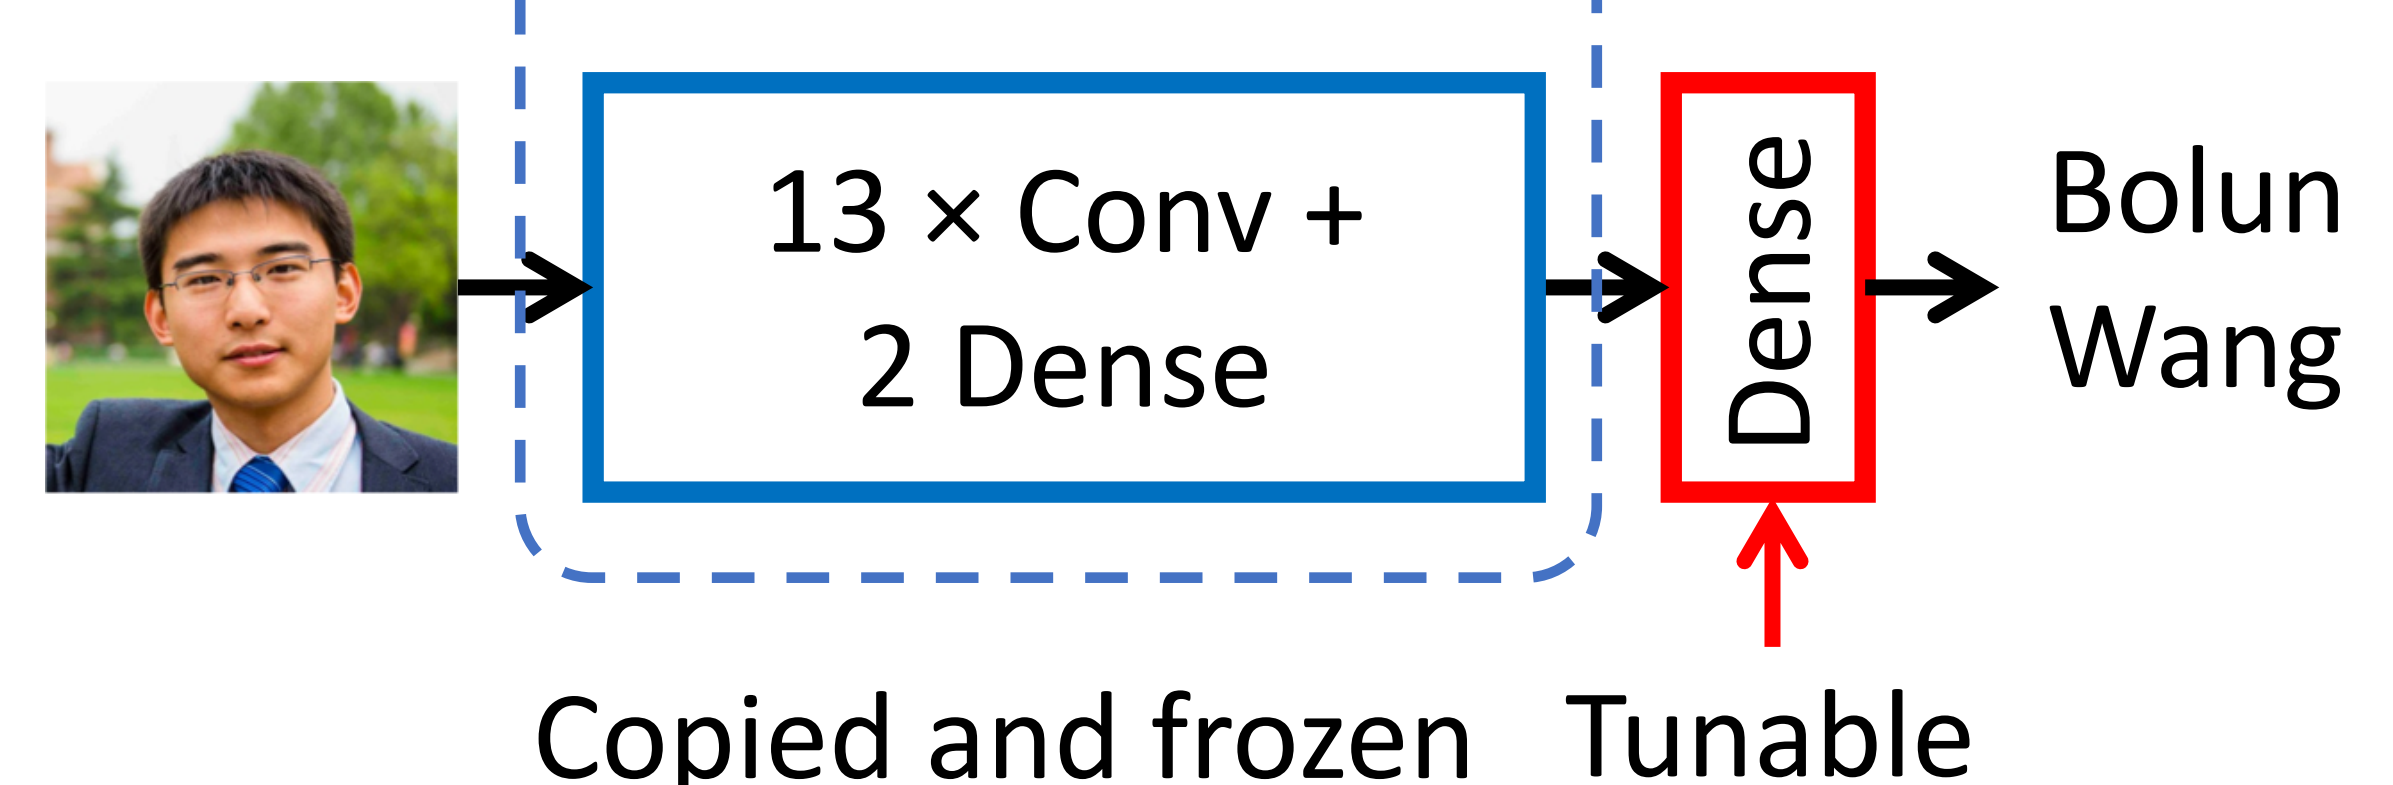 13 × Conv +
2 Dense
Dense
Bolun
Wang
Copied and frozen
Tunable